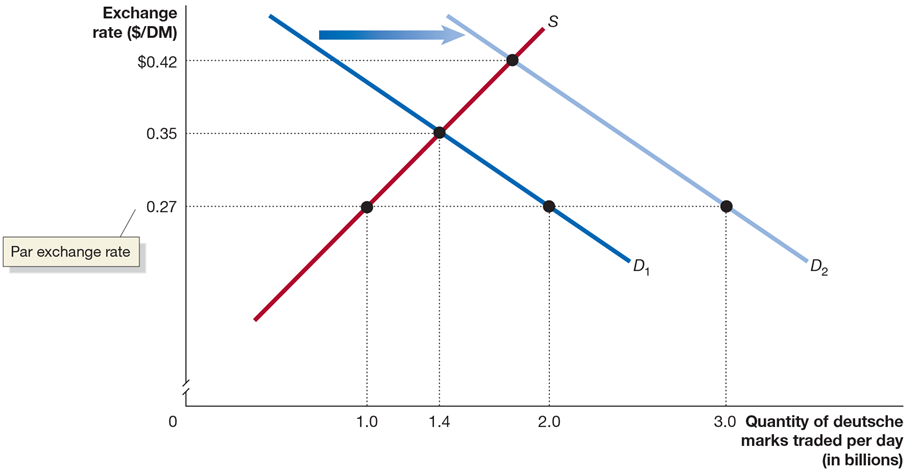 Exchange
rate ($/DM)
S
$0.42
0.35
0.27
Par exchange rate
D1
D2
0
1.0
1.4
2.0
3.0
Quantity of deutsche
marks traded per day
(in billions)